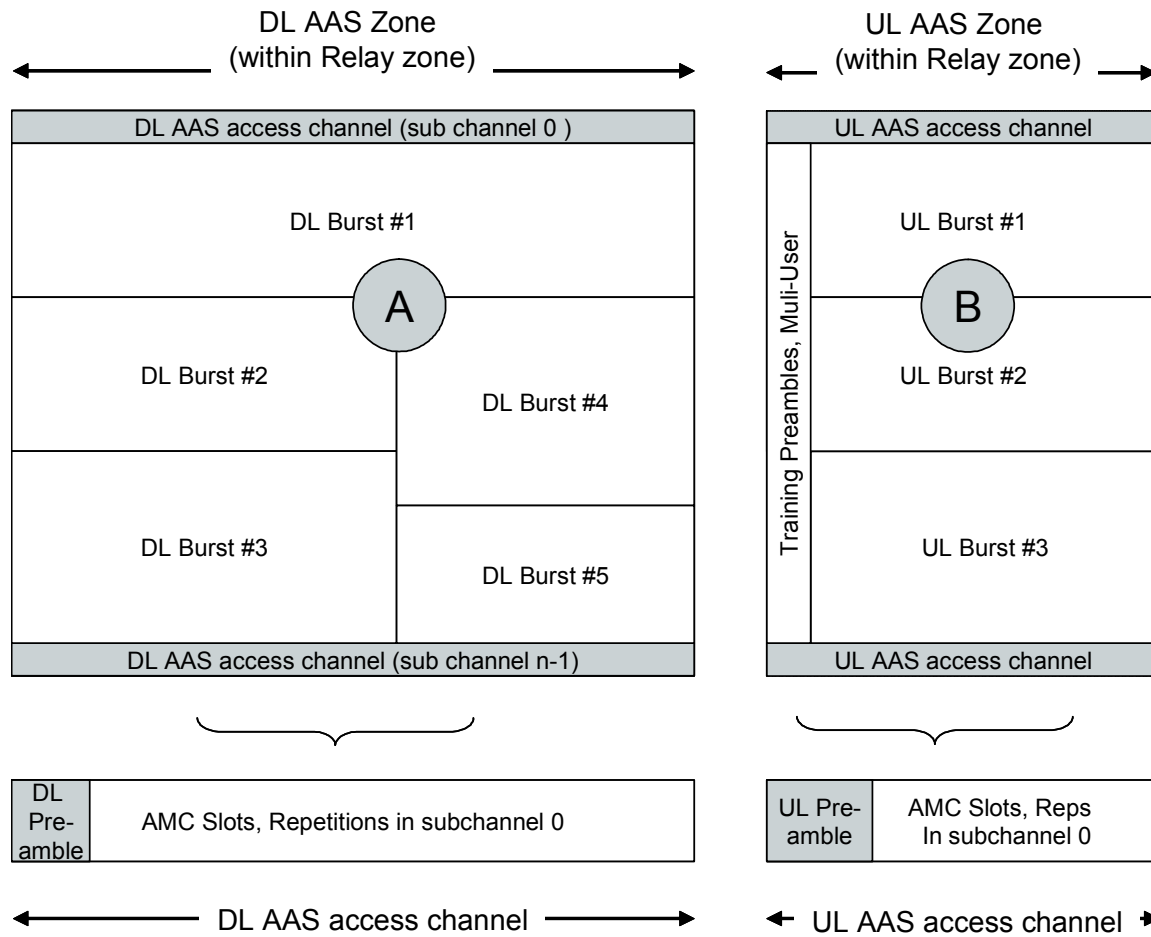 DL AAS Zone
(within Relay zone)
DL AAS access channel (sub channel 0 )
DL Burst #1
A
DL Burst #2
DL Burst #4
DL Burst #3
DL Burst #5
DL AAS access channel (sub channel n-1)
DL
Pre-
amble
AMC Slots, Repetitions in subchannel 0
DL AAS access channel
UL AAS Zone
(within Relay zone)
UL AAS access channel
Training Preambles, Muli-User
UL Burst #1
B
UL Burst #2
UL Burst #3
UL AAS access channel
UL Pre-
amble
AMC Slots, Reps
In subchannel 0
UL AAS access channel